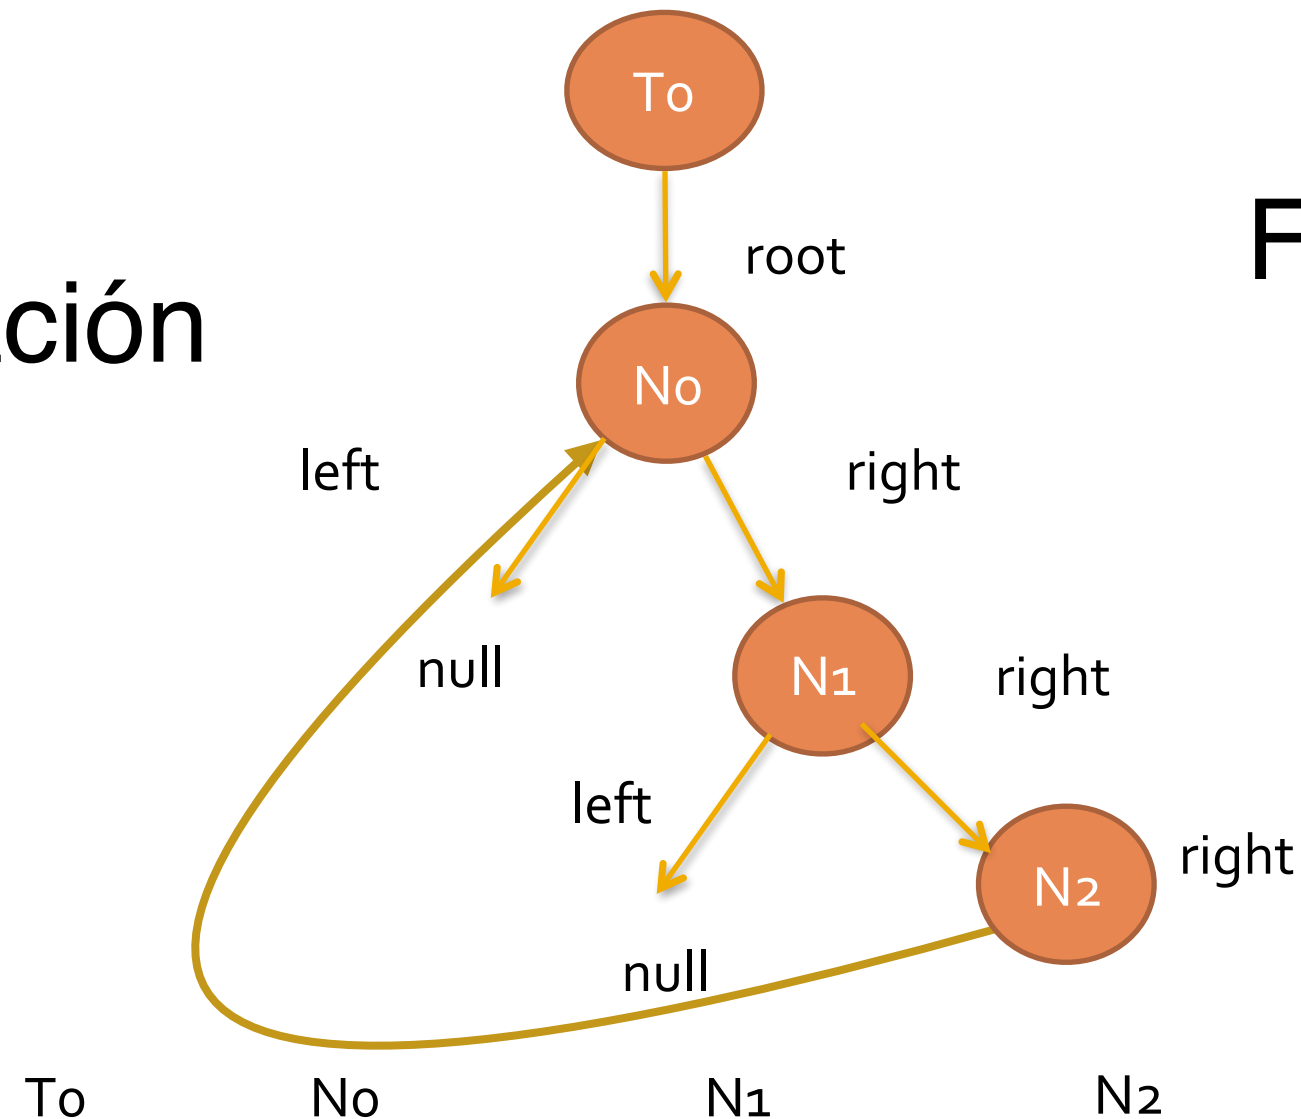 To
root
ción
No
left
right
null
N1
right
left
right
N2
null
To No N1 N2